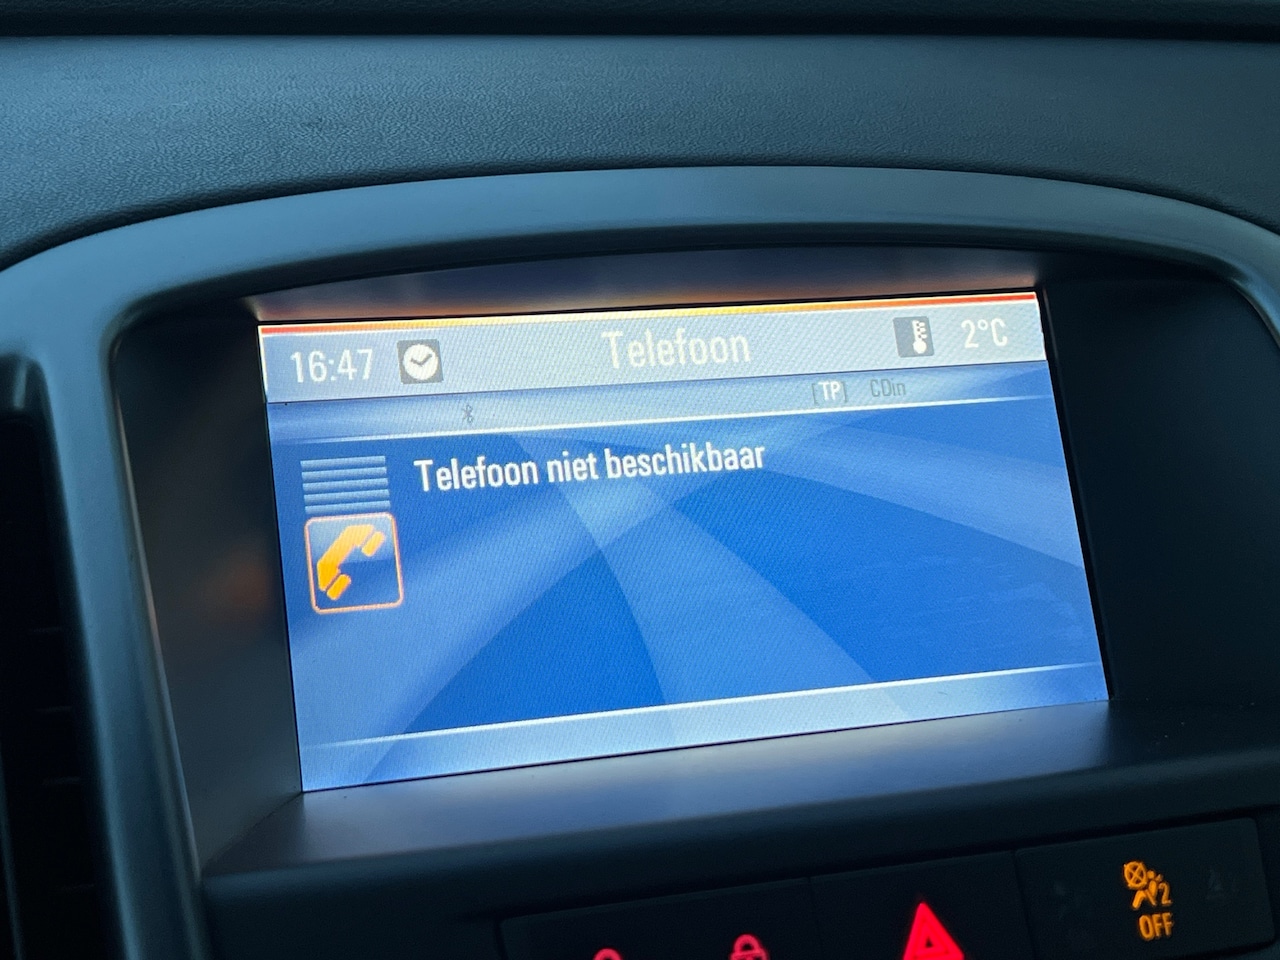 16:47 Telefoon 2°C
[TP] CDin
Telefoon niet beschikbaar
2
OFF